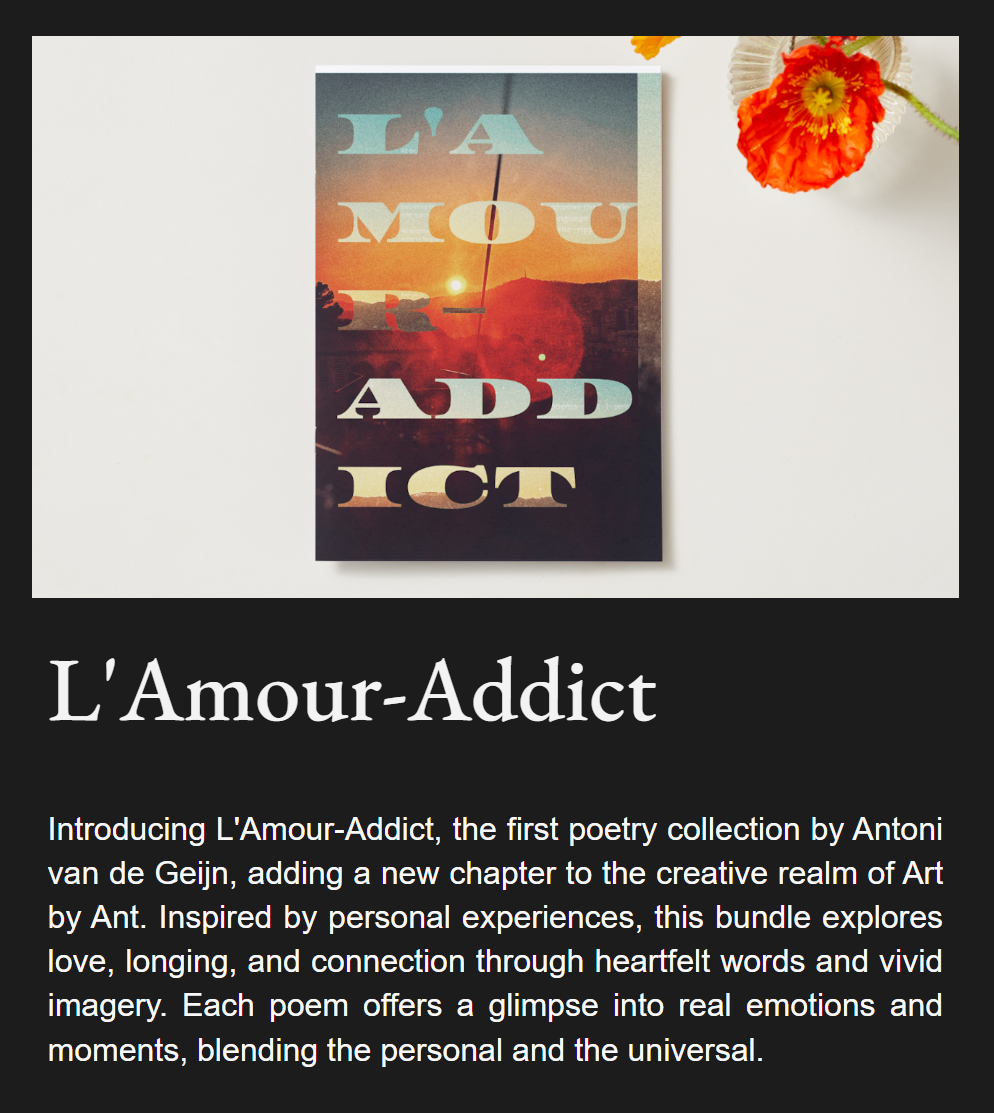 L'A
MOU
R-
ADD
ICT
L'Amour-Addict
Introducing L'Amour-Addict, the first poetry collection by Antoni
van de Geijn, adding a new chapter to the creative realm of Art
by Ant. Inspired by personal experiences, this bundle explores
love, longing, and connection through heartfelt words and vivid
imagery. Each poem offers a glimpse into real emotions and
moments, blending the personal and the universal.